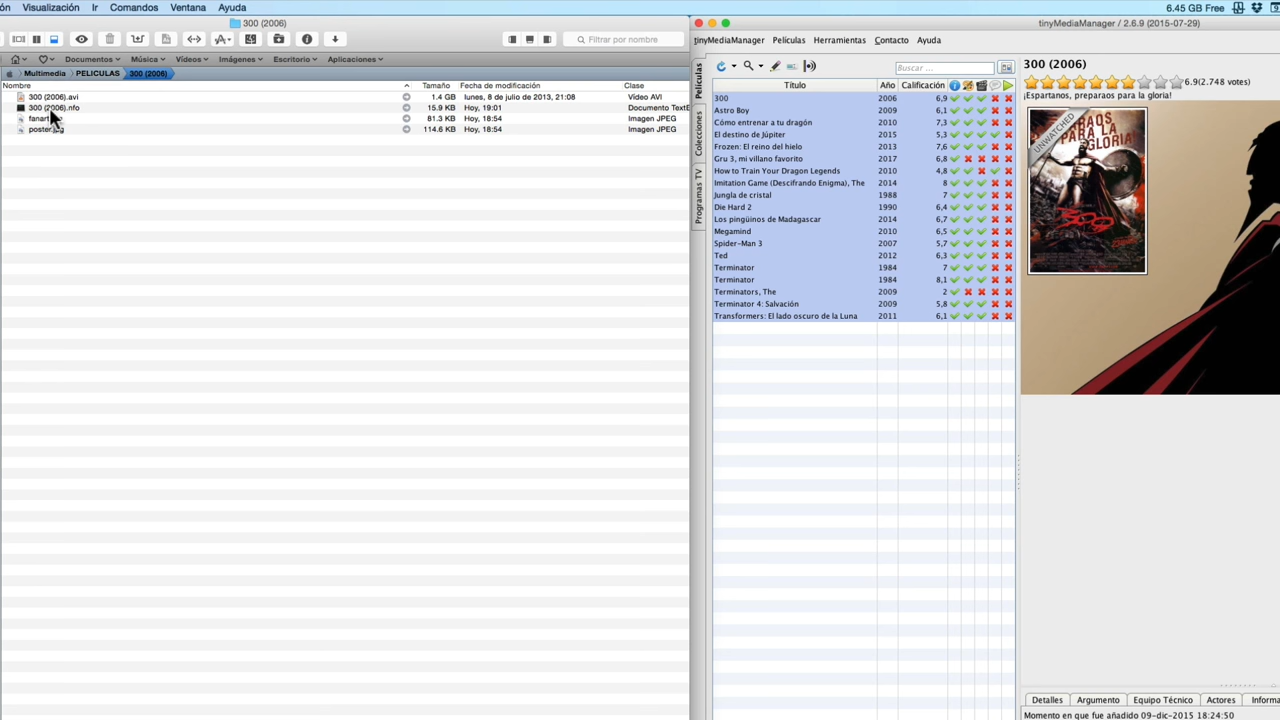 ón Visualización Ir Comandos Ventana Ayuda
6.45 GB Free
300 (2006)
tinyMediaManager / 2.6.9 (2015-07-29)
Filtrar por nombre
tinyMediaManager Películas Herramientas Contacto Ayuda
Documentos Música Vídeos Imágenes Escritorio Aplicaciones
Multimedia PELICULAS 300 (2006)
Nombre Tamaño Fecha de modificación Clase
300 (2006).avi 1.4 GB lunes, 8 de julio de 2013, 21:08 Vídeo AVI
300 (2006).nfo 15.9 KB Hoy, 19:01 Documento TextE
81.3 KB Hoy, 18:54 Imagen JPEG
114.6 KB Hoy, 18:54 Imagen JPEG
Películas
Colecciones
Programas TV
Buscar ...
Título Año Calificación
300 2006 6,9
Astro Boy 2009 6,1
Cómo entrenar a tu dragón 2010 7,3
El destino de Júpiter 2015 5,3
Frozen: El reino del hielo 2013 7,6
Gru 3, mi villano favorito 2017 6,8
How to Train Your Dragon Legends 2010 4,8
Imitation Game (Descifrando Enigma), The 2014 8
Jungla de cristal 1988 7
Die Hard 2 1990 6,4
Los pingüinos de Madagascar 2014 6,7
Megamind 2010 6,5
Spider-Man 3 2007 5,7
Ted 2012 6,3
Terminator 1984 7
Terminator 1984 8,1
Terminators, The 2009 2
Terminator 4: Salvación 2009 5,8
Transformers: El lado oscuro de la Luna 2011 6,1
300 (2006)
6.9(2.748 votes)
¡Espartanos, preparaos para la gloria!
UNWATCHED
PARA LA
GLORIA!
300
Detalles Argumento Equipo Técnico Actores Informa
Momento en que fue añadido 09-dic-2015 18:24:50